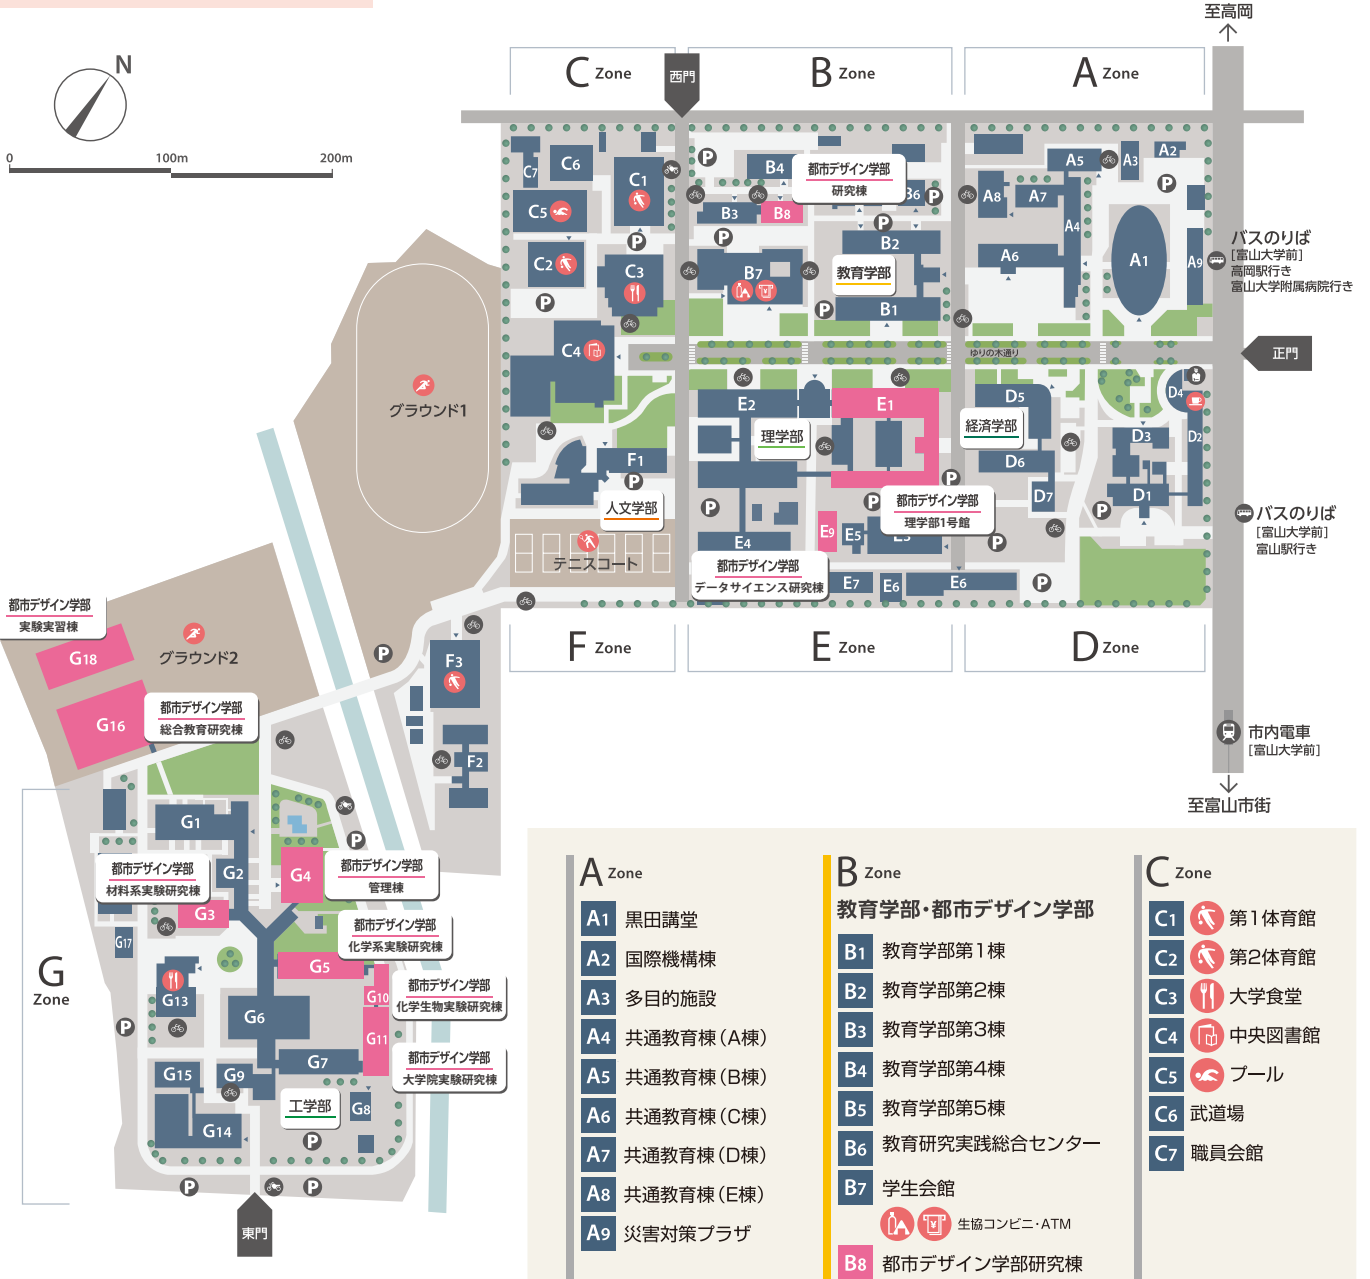 至高岡
N
0
100m
200m
C Zone
西門
B Zone
A Zone
C7
C6
C1
C5
C2
C3
C4
P
B4
都市デザイン学部
研究棟
B6
B3
B8
B2
B7
教育学部
B1
A5
A3
A2
A8
A7
A4
A6
A1
A9
バスのりば
[富山大学前]
高岡駅行き
富山大学附属病院行き
ゆりの木通り
正門
グラウンド1
E2
E1
理学部
D5
経済学部
D6
D7
D4
D3
D2
D1
F1
人文学部
都市デザイン学部
理学部1号館
E9
E5
E3
E4
テニスコート
都市デザイン学部
データサイエンス研究棟
E7
E6
E6
バスのりば
[富山大学前]
富山駅行き
都市デザイン学部
実験実習棟
G18
グラウンド2
F Zone
E Zone
D Zone
F3
F2
G16
都市デザイン学部
総合教育研究棟
市内電車
[富山大学前]
至富山市街
G1
G2
都市デザイン学部
材料系実験研究棟
G4
都市デザイン学部
管理棟
G3
都市デザイン学部
化学系実験研究棟
G17
G5
G
Zone
G13
G10
都市デザイン学部
化学生物実験研究棟
G6
G11
G7
都市デザイン学部
大学院実験研究棟
G15
G9
工学部
G8
G14
東門
A Zone
A1 黒田講堂
A2 国際機構棟
A3 多目的施設
A4 共通教育棟（A棟）
A5 共通教育棟（B棟）
A6 共通教育棟（C棟）
A7 共通教育棟（D棟）
A8 共通教育棟（E棟）
A9 災害対策プラザ
B Zone
教育学部・都市デザイン学部
B1 教育学部第1棟
B2 教育学部第2棟
B3 教育学部第3棟
B4 教育学部第4棟
B5 教育学部第5棟
B6 教育研究実践総合センター
B7 学生会館
生協コンビニ・ATM
B8 都市デザイン学部研究棟
C Zone
C1 第1体育館
C2 第2体育館
C3 大学食堂
C4 中央図書館
C5 プール
C6 武道場
C7 職員会館